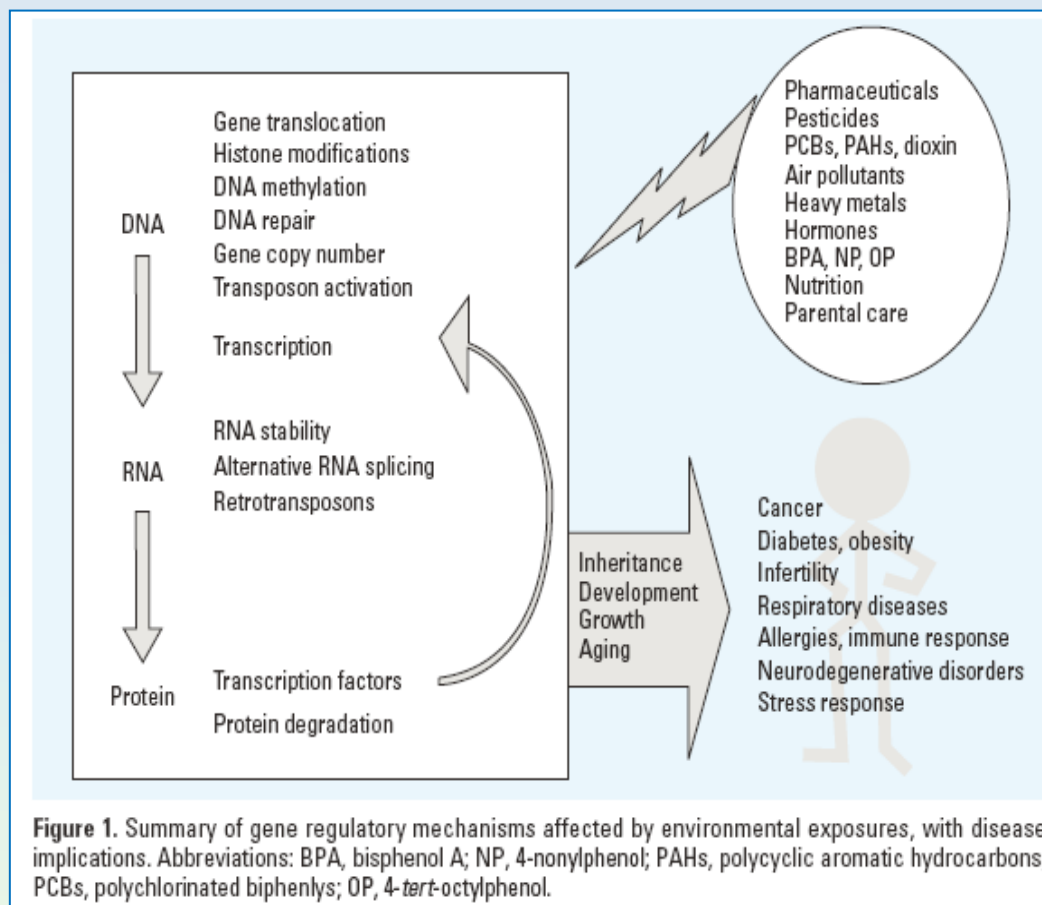 Gene translocation
Histone modifications
DNA methylation
DNA
DNA repair
Gene copy number
Transposon activation
Transcription
RNA stability
RNA
Alternative RNA splicing
Retrotransposons
Protein
Transcription factors
Protein degradation
Pharmaceuticals
Pesticides
PCBs, PAHs, dioxin
Air pollutants
Heavy metals
Hormones
BPA, NP, OP
Nutrition
Parental care
Inheritance
Development
Growth
Aging
Cancer
Diabetes, obesity
Infertility
Respiratory diseases
Allergies, immune response
Neurodegenerative disorders
Stress response
Figure 1. Summary of gene regulatory mechanisms affected by environmental exposures, with disease
implications. Abbreviations: BPA, bisphenol A; NP, 4-nonylphenol; PAHs, polycyclic aromatic hydrocarbons
PCBs, polychlorinated biphenlys; OP, 4-tert-octylphenol.